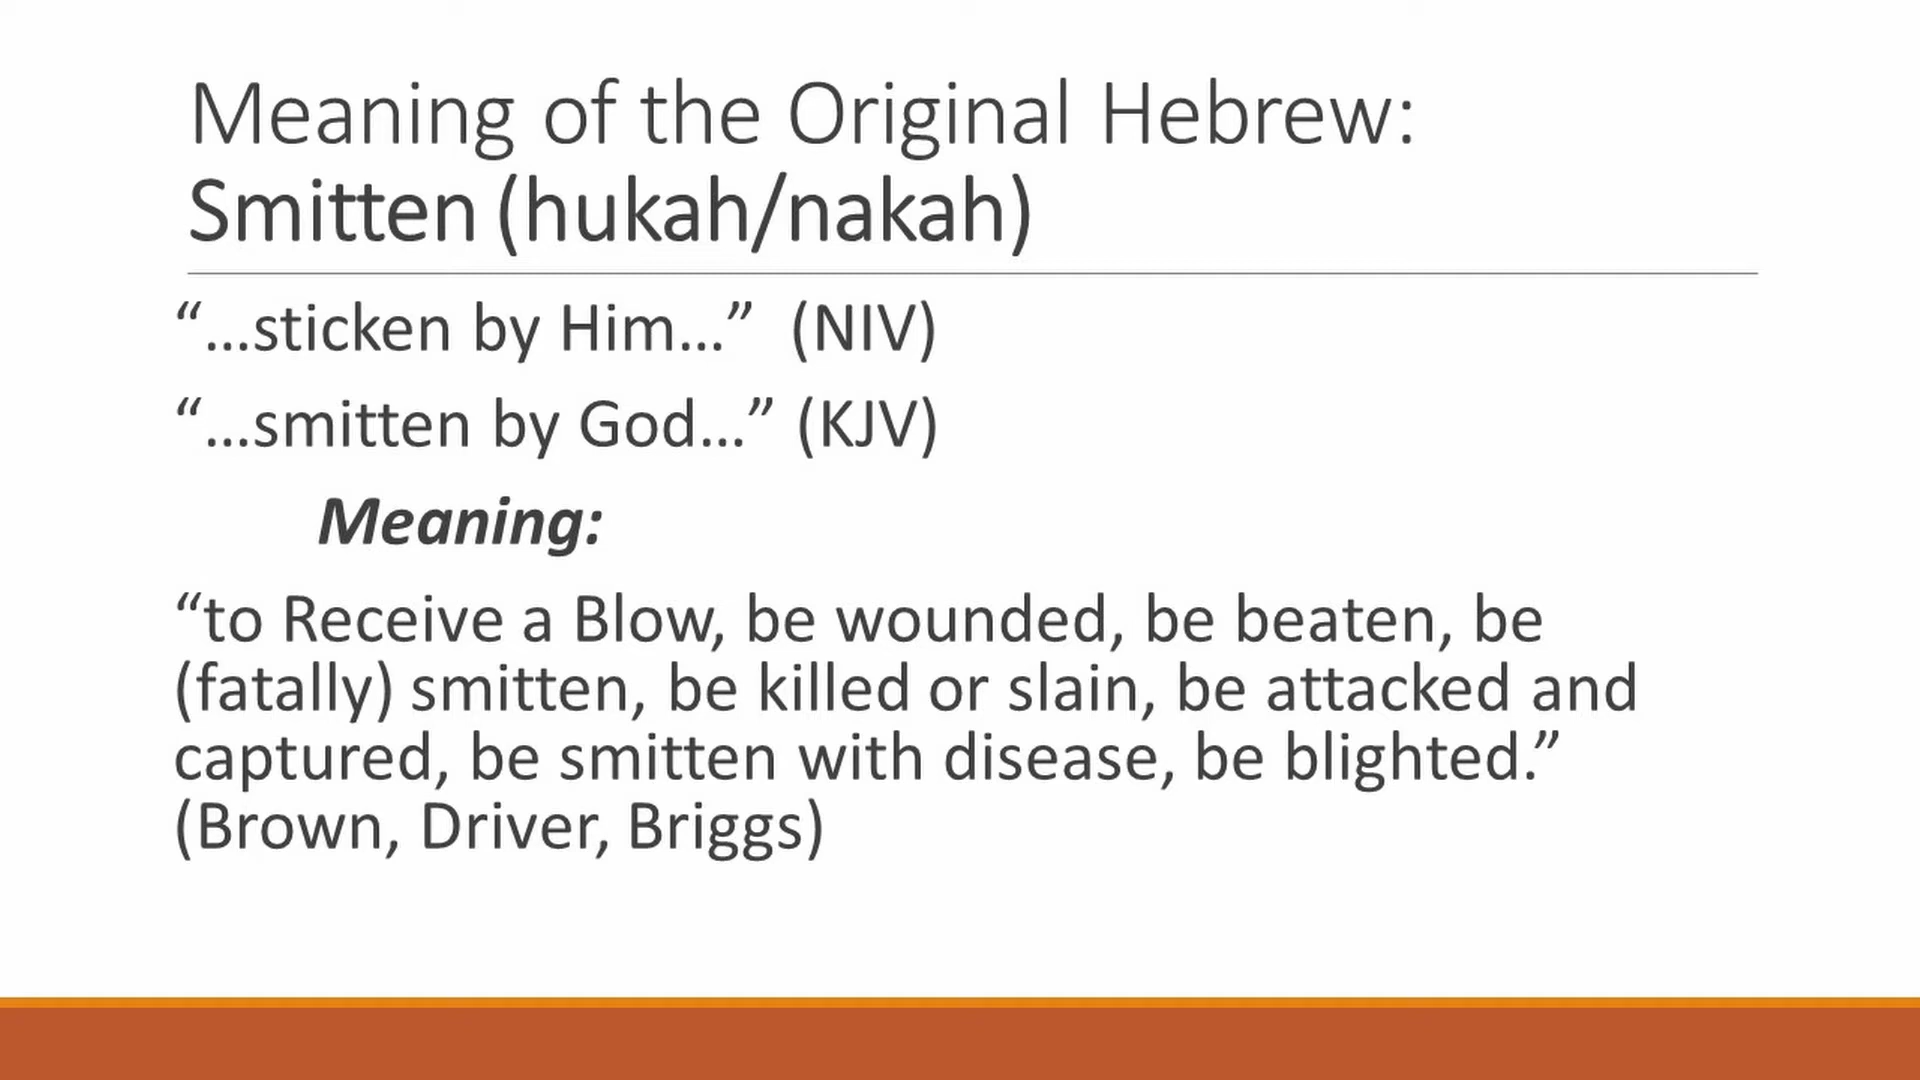 Meaning of the Original Hebrew:
Smitten (hukah/nakah)
“…sticken by Him…” (NIV)
“…smitten by God…” (KJV)
Meaning:
“to Receive a Blow, be wounded, be beaten, be
(fatally) smitten, be killed or slain, be attacked and
captured, be smitten with disease, be blighted.”
(Brown, Driver, Briggs)